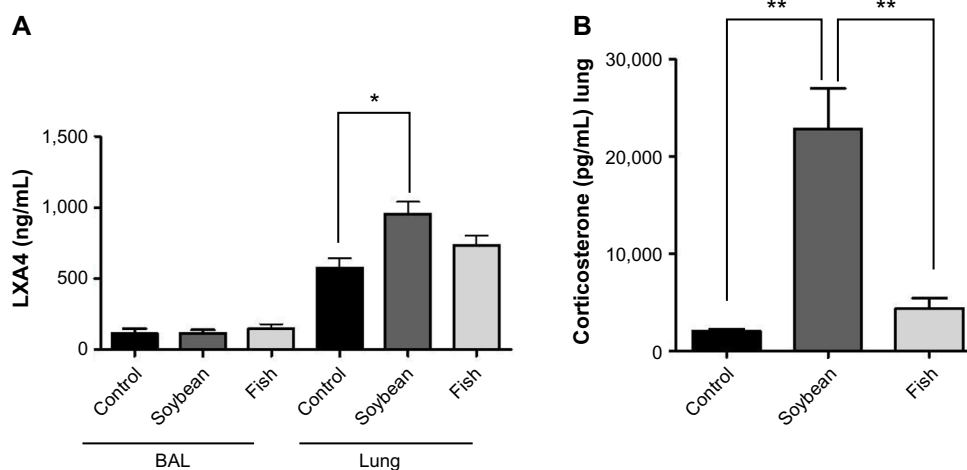 A
LXA4 (ng/mL)
1,500
1,000
500
0
*
Control
Soybean
Fish
Control
Soybean
Fish
BAL
Lung
B
Corticosterone (pg/mL) lung
30,000
20,000
10,000
0
**
**
Control
Soybean
Fish